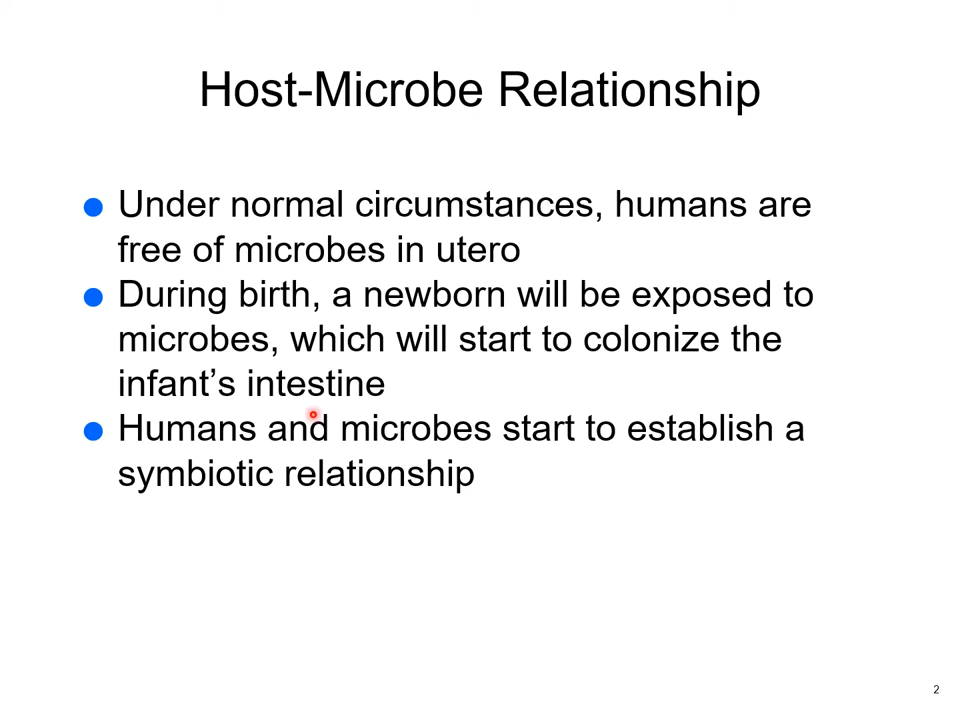 Host-Microbe Relationship
Under normal circumstances, humans are
free of microbes in utero
During birth, a newborn will be exposed to
microbes, which will start to colonize the
infant’s intestine
Humans and microbes start to establish a
symbiotic relationship
2